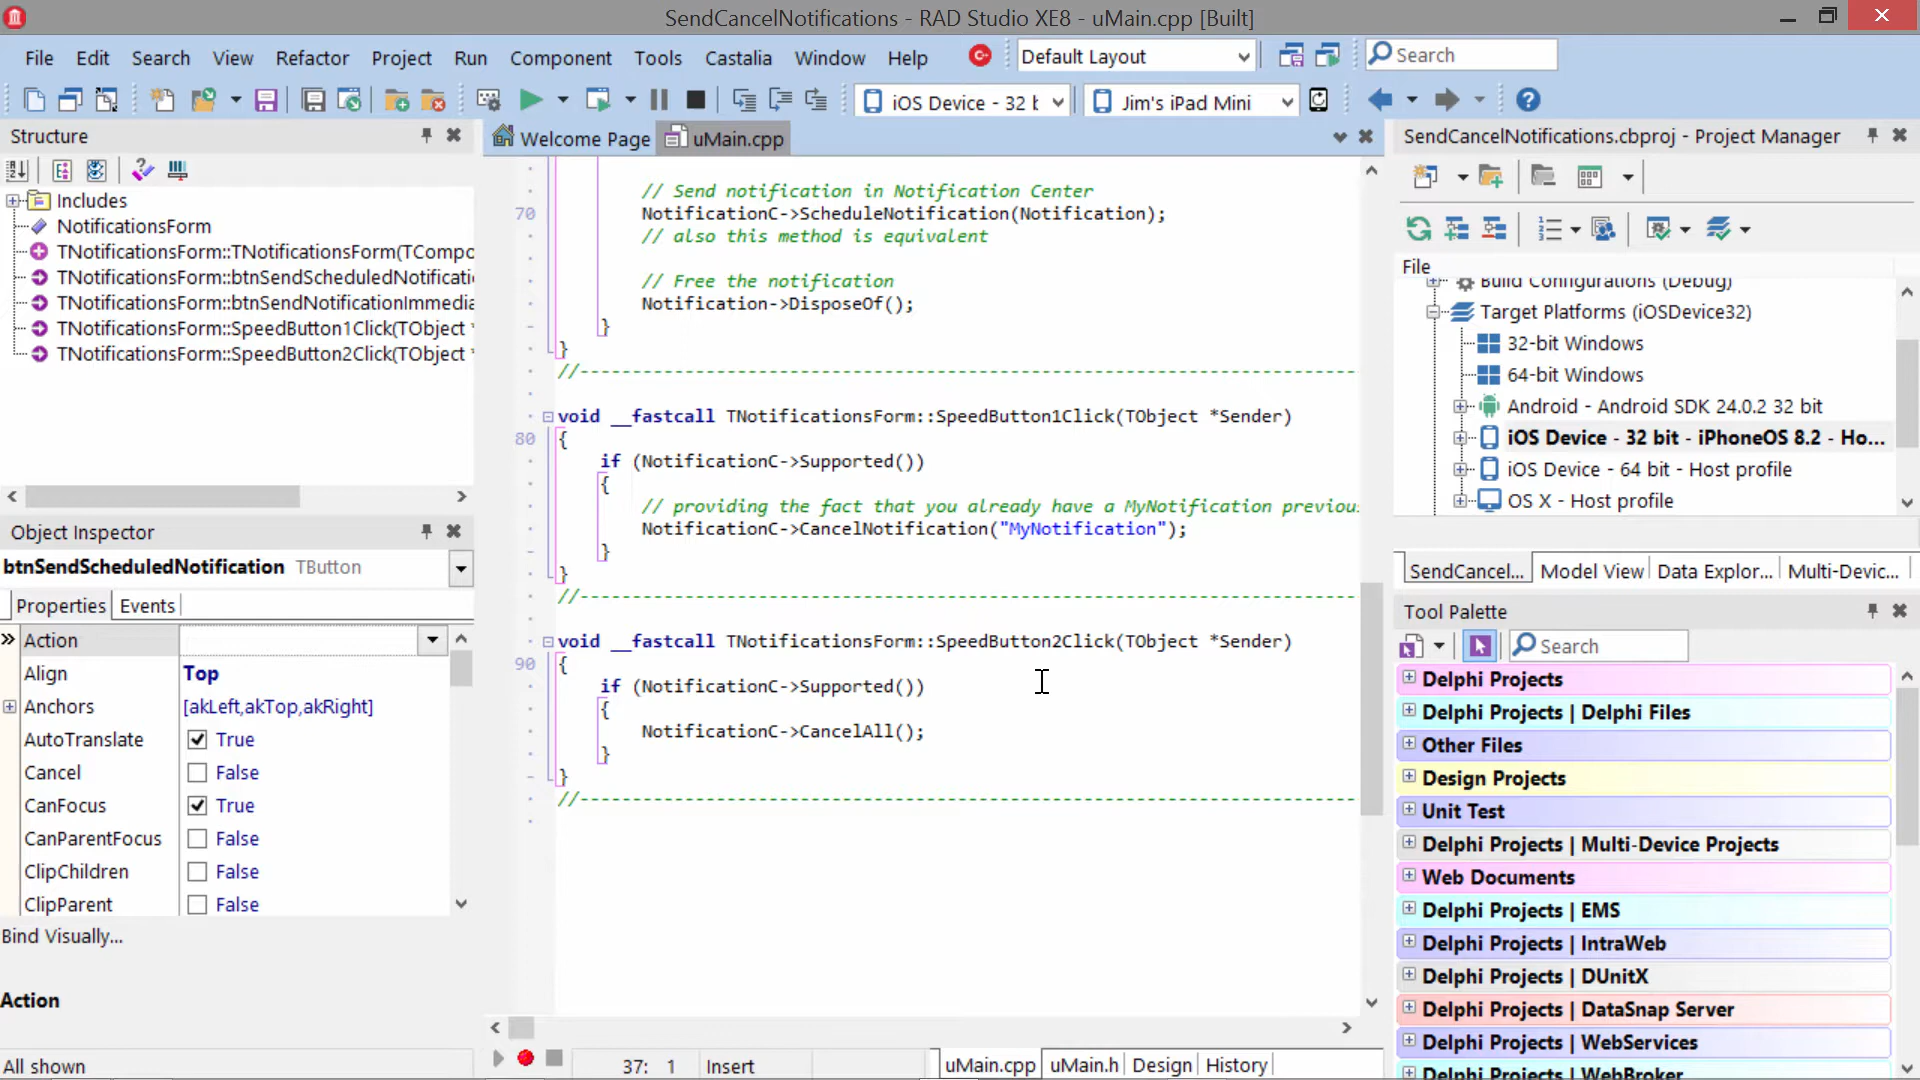 SendCancelNotifications - RAD Studio XE8 - uMain.cpp [Built]
File Edit Search View Refactor Project Run Component Tools Castalia Window Help
Default Layout
Search
iOS Device - 32 b
Jim's iPad Mini
Structure
Includes
NotificationsForm
TNotificationsForm::TNotificationsForm(TCompo
TNotificationsForm::btnSendScheduledNotificati
TNotificationsForm::btnSendNotificationImmedia
TNotificationsForm::SpeedButton1Click(TObject *
TNotificationsForm::SpeedButton2Click(TObject *
Object Inspector
btnSendScheduledNotification TButton
Properties Events
Action
Align Top
Anchors [akLeft,akTop,akRight]
AutoTranslate True
Cancel False
CanFocus True
CanParentFocus False
ClipChildren False
ClipParent False
Bind Visually...
Action
All shown
Welcome Page uMain.cpp
// Send notification in Notification Center
70 NotificationC->ScheduleNotification(Notification);
// also this method is equivalent
// Free the notification
Notification->DisposeOf();
}
}
//---------------------------------------------------------------------------
void __fastcall TNotificationsForm::SpeedButton1Click(TObject *Sender)
80 {
if (NotificationC->Supported())
{
// providing the fact that you already have a MyNotification previou
NotificationC->CancelNotification("MyNotification");
}
}
//---------------------------------------------------------------------------
void __fastcall TNotificationsForm::SpeedButton2Click(TObject *Sender)
90 {
if (NotificationC->Supported())
{
NotificationC->CancelAll();
}
}
//---------------------------------------------------------------------------
37: 1 Insert
uMain.cpp uMain.h Design History
SendCancelNotifications.cbproj - Project Manager
File
Build Configurations (Debug)
Target Platforms (iOSDevice32)
32-bit Windows
64-bit Windows
Android - Android SDK 24.0.2 32 bit
iOS Device - 32 bit - iPhoneOS 8.2 - Ho...
iOS Device - 64 bit - Host profile
OS X - Host profile
SendCancel... Model View Data Explor... Multi-Devic...
Tool Palette
Search
Delphi Projects
Delphi Projects | Delphi Files
Other Files
Design Projects
Unit Test
Delphi Projects | Multi-Device Projects
Web Documents
Delphi Projects | EMS
Delphi Projects | IntraWeb
Delphi Projects | DUnitX
Delphi Projects | DataSnap Server
Delphi Projects | WebServices
Delphi Projects | WebBroker